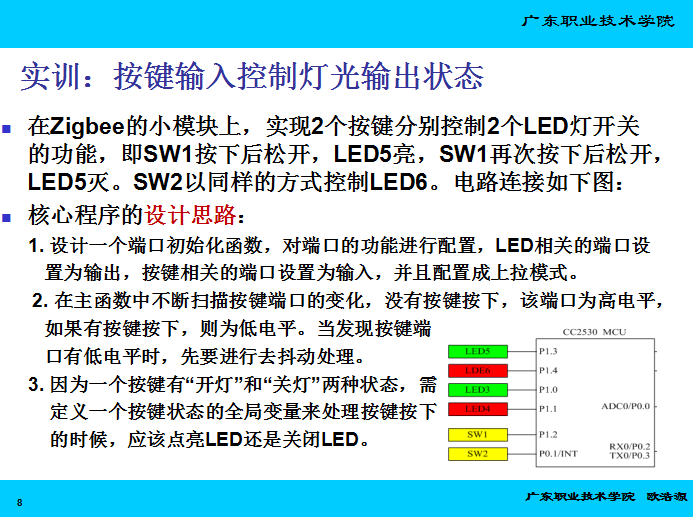 广东职业技术学院
实训：按键输入控制灯光输出状态
在Zigbee的小模块上，实现2个按键分别控制2个LED灯开关
的功能，即SW1按下后松开，LED5亮，SW1再次按下后松开，
LED5灭。SW2以同样的方式控制LED6。电路连接如下图：
核心程序的设计思路：
1. 设计一个端口初始化函数，对端口的功能进行配置，LED相关的端口设
置为输出，按键相关的端口设置为输入，并且配置成上拉模式。
2. 在主函数中不断扫描按键端口的变化，没有按键按下，该端口为高电平，
如果有按键按下，则为低电平。当发现按键端
口有低电平时，先要进行去抖动处理。
3. 因为一个按键有“开灯”和“关灯”两种状态，需
定义一个按键状态的全局变量来处理按键按下
的时候，应该点亮LED还是关闭LED。
CC2530 MCU
LED5 P1.3
LDE6 P1.4
LED3 P1.0
LED4 P1.1
ADC0/P0.0
SW1 P1.2
SW2 P0.1/INT
RX0/P0.2
TX0/P0.3
8
广东职业技术学院 欧浩源